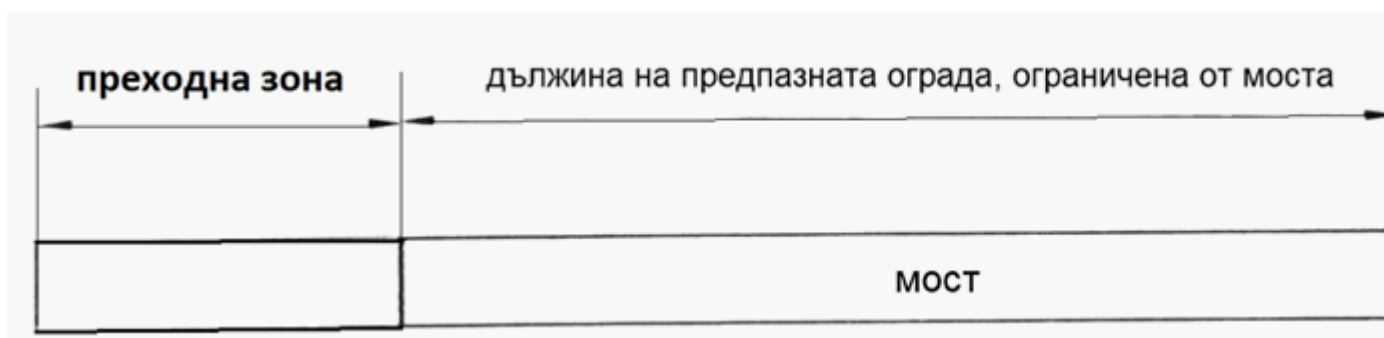 преходна зона
дължина на предпазната ограда, ограничена от моста
мост